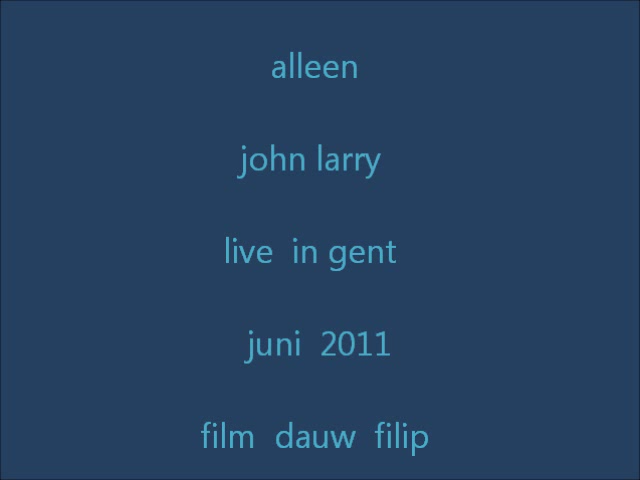 alleen
john larry
live in gent
juni 2011
film dauw filip